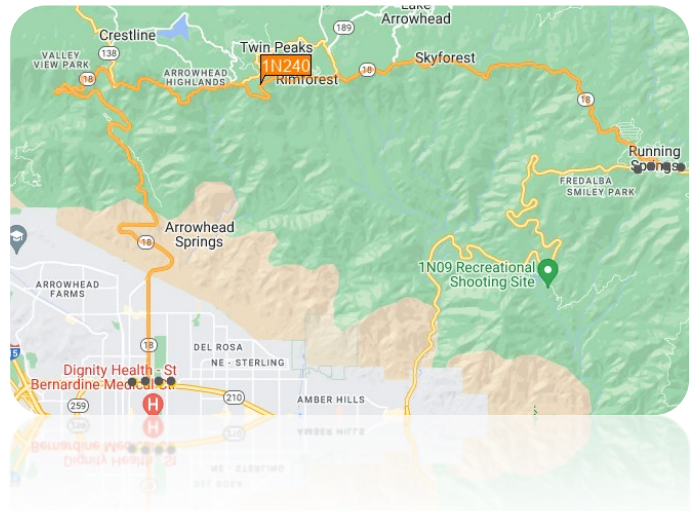 Lake
Arrowhead
Crestline
189
138
Twin Peaks
VALLEY
VIEW PARK
Skyforest
1N240
18
ARROWHEAD
HIGHLANDS
18
Rimforest
18
Running
Springs
FREDALBA
SMILEY PARK
Arrowhead
Springs
18
1N09 Recreational
Shooting Site
ARROWHEAD
FARMS
18
DEL ROSA
NE - STERLING
Dignity Health - St
Bernardine Medical Ctr
210
259
AMBER HILLS
H